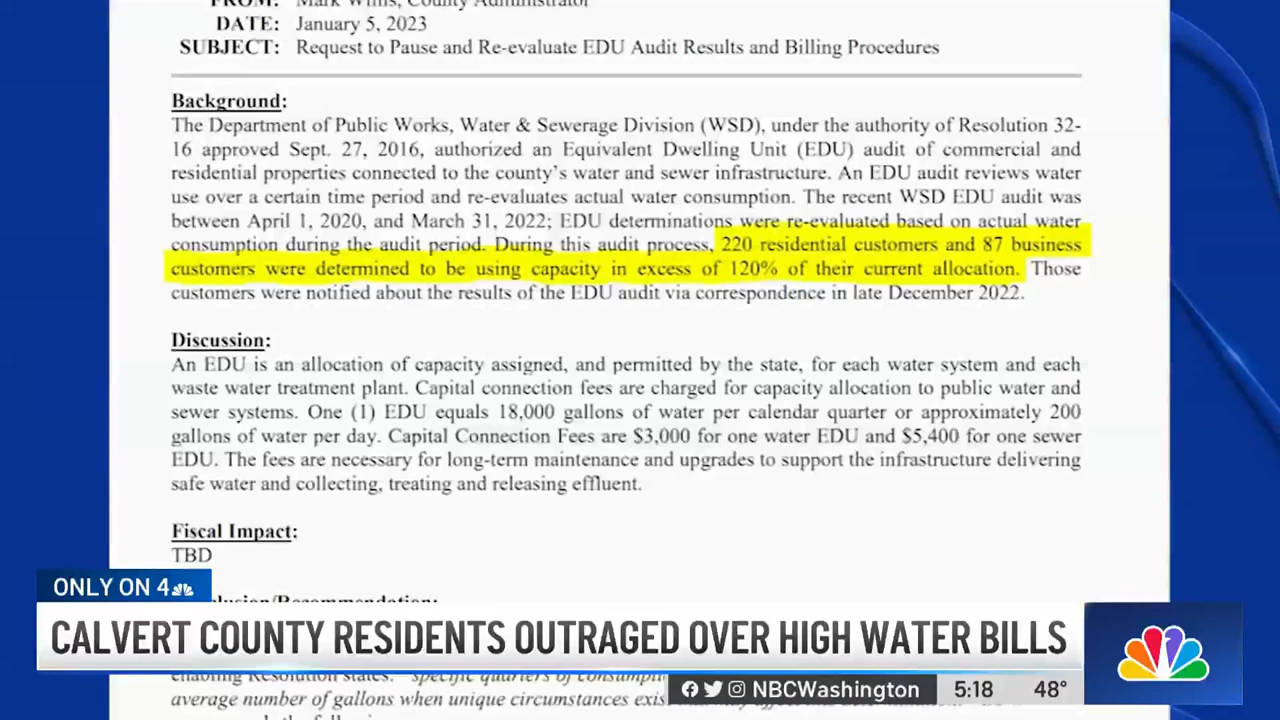 FROM: Mark Willis, County Administrator
DATE: January 5, 2023
SUBJECT: Request to Pause and Re-evaluate EDU Audit Results and Billing Procedures
Background:
The Department of Public Works, Water & Sewerage Division (WSD), under the authority of Resolution 32-
16 approved Sept. 27, 2016, authorized an Equivalent Dwelling Unit (EDU) audit of commercial and
residential properties connected to the county's water and sewer infrastructure. An EDU audit reviews water
use over a certain time period and re-evaluates actual water consumption. The recent WSD EDU audit was
between April 1, 2020, and March 31, 2022; EDU determinations were re-evaluated based on actual water
consumption during the audit period. During this audit process, 220 residential customers and 87 business
customers were determined to be using capacity in excess of 120% of their current allocation. Those
customers were notified about the results of the EDU audit via correspondence in late December 2022.
Discussion:
An EDU is an allocation of capacity assigned, and permitted by the state, for each water system and each
waste water treatment plant. Capital connection fees are charged for capacity allocation to public water and
sewer systems. One (1) EDU equals 18,000 gallons of water per calendar quarter or approximately 200
gallons of water per day. Capital Connection Fees are $3,000 for one water EDU and $5,400 for one sewer
EDU. The fees are necessary for long-term maintenance and upgrades to support the infrastructure delivering
safe water and collecting, treating and releasing effluent.
Fiscal Impact:
TBD
ONLY ON 4
CALVERT COUNTY RESIDENTS OUTRAGED OVER HIGH WATER BILLS
enabling Resolution states: "specific quarters of
average number of gallons when unique circumstances
NBCWashington
5:18 48°